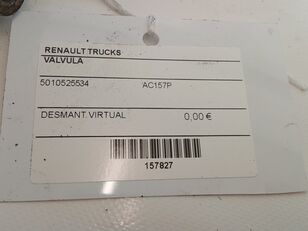 RENAULT TRUCKS
VALVULA
5010525534 AC157P
DESMANT.VIRTUAL 0,00 €
157827